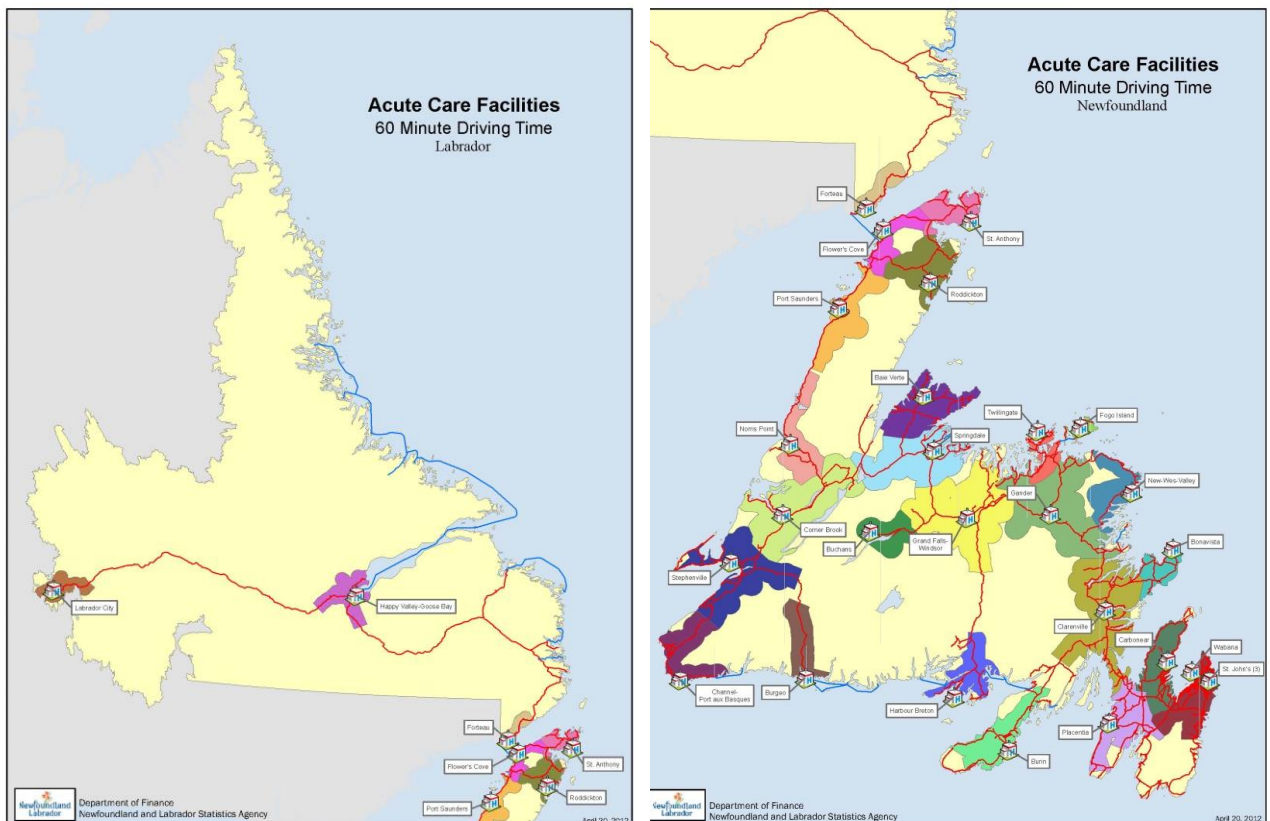 Acute Care Facilities
60 Minute Driving Time
Labrador
Labrador City
Happy Valley-Goose Bay
Forteau
Flower's Cove
St. Anthony
Roddickton
Port Saunders
Newfoundland
Labrador
Department of Finance
Newfoundland and Labrador Statistics Agency
April 20, 2012
Acute Care Facilities
60 Minute Driving Time
Newfoundland
Forteau
Flower's Cove
St. Anthony
Roddickton
Port Saunders
Baie Verte
Twillingate
Fogo Island
Norris Point
Springdale
New-Wes-Valley
Gander
Corner Brook
Buchans
Grand Falls-
Windsor
Bonavista
Stephenville
Clarenville
Carbonear
Wabana
St. John's (3)
Channel-
Port aux Basques
Burgeo
Harbour Breton
Placentia
Burin
Newfoundland
Labrador
Department of Finance
Newfoundland and Labrador Statistics Agency
April 20, 2012